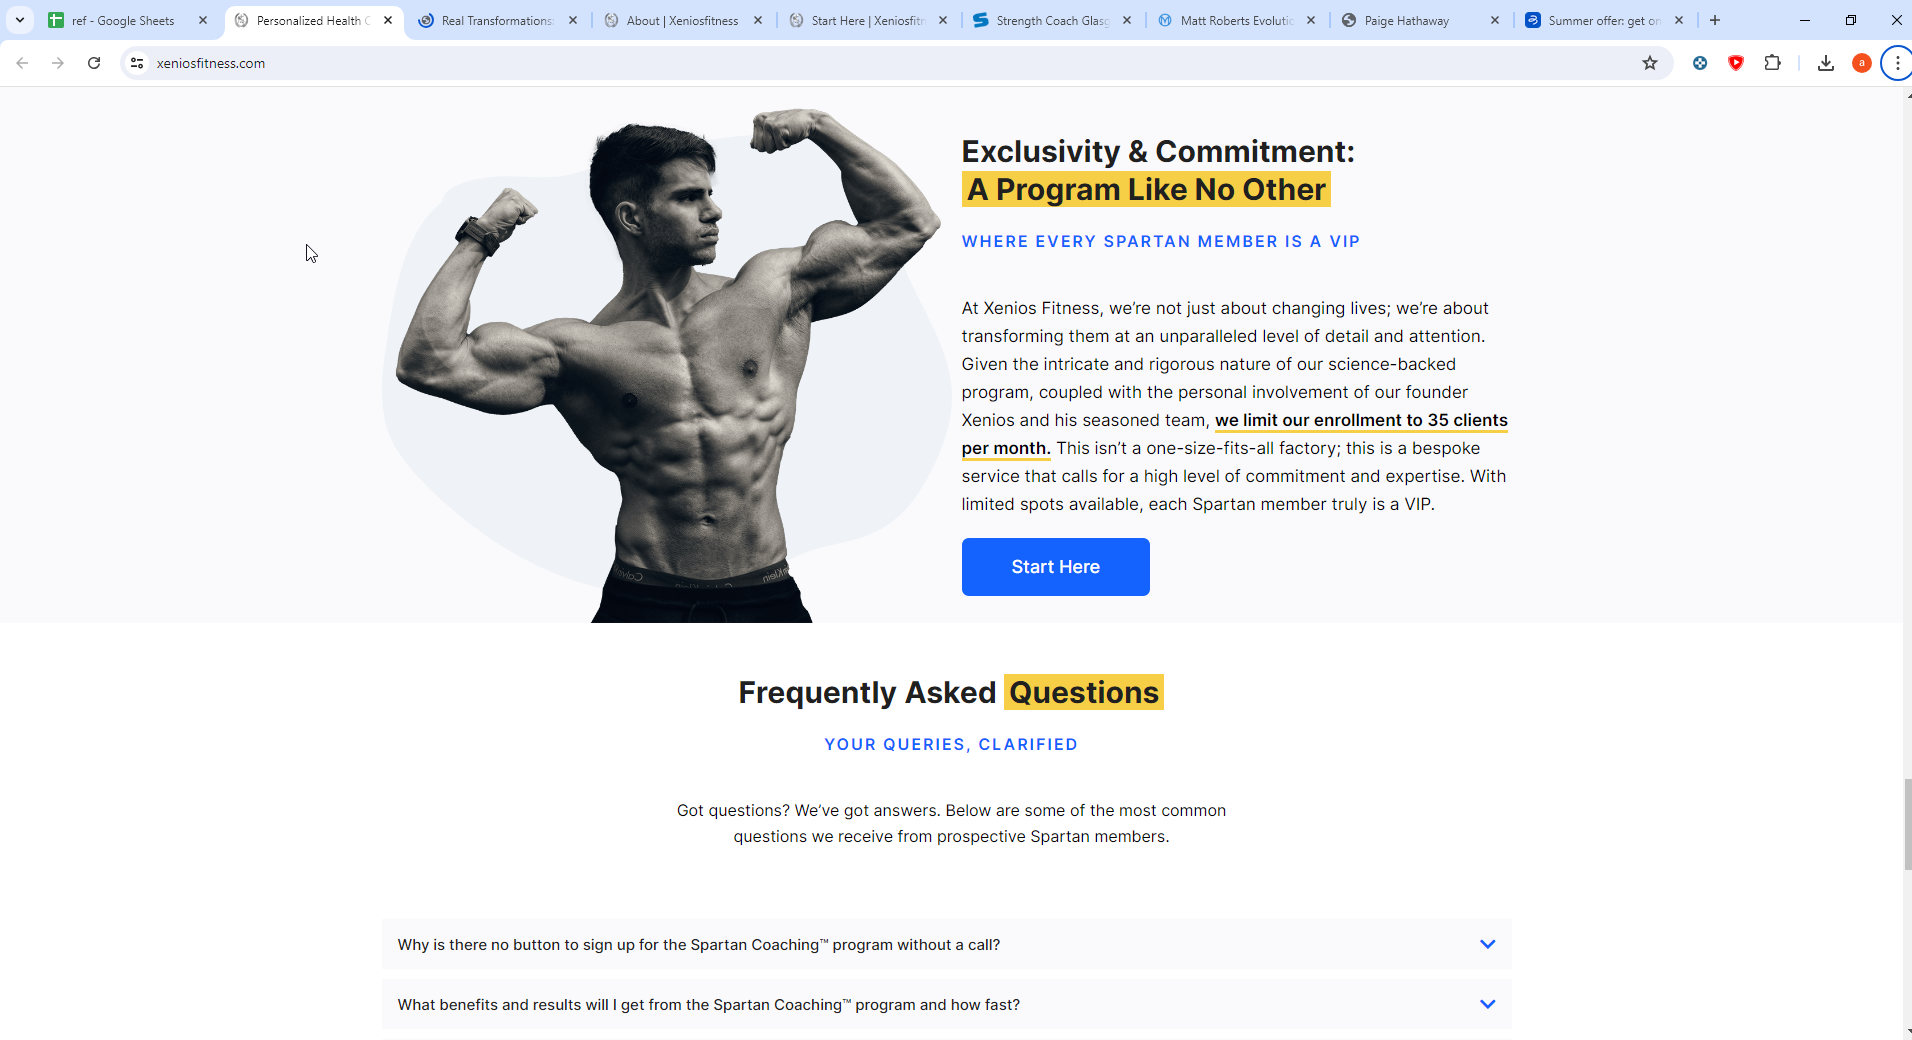 ref - Google Sheets
Personalized Health C
Real Transformations:
About | Xeniosfitness
Start Here | Xeniosfitn
Strength Coach Glasg
Matt Roberts Evolutio
Paige Hathaway
Summer offer: get on
xeniosfitness.com
a
Exclusivity & Commitment:
A Program Like No Other
WHERE EVERY SPARTAN MEMBER IS A VIP
At Xenios Fitness, we’re not just about changing lives; we’re about
transforming them at an unparalleled level of detail and attention.
Given the intricate and rigorous nature of our science-backed
program, coupled with the personal involvement of our founder
Xenios and his seasoned team, we limit our enrollment to 35 clients
per month. This isn’t a one-size-fits-all factory; this is a bespoke
service that calls for a high level of commitment and expertise. With
limited spots available, each Spartan member truly is a VIP.
Start Here
Frequently Asked Questions
YOUR QUERIES, CLARIFIED
Got questions? We’ve got answers. Below are some of the most common
questions we receive from prospective Spartan members.
Why is there no button to sign up for the Spartan Coaching™ program without a call?
What benefits and results will I get from the Spartan Coaching™ program and how fast?